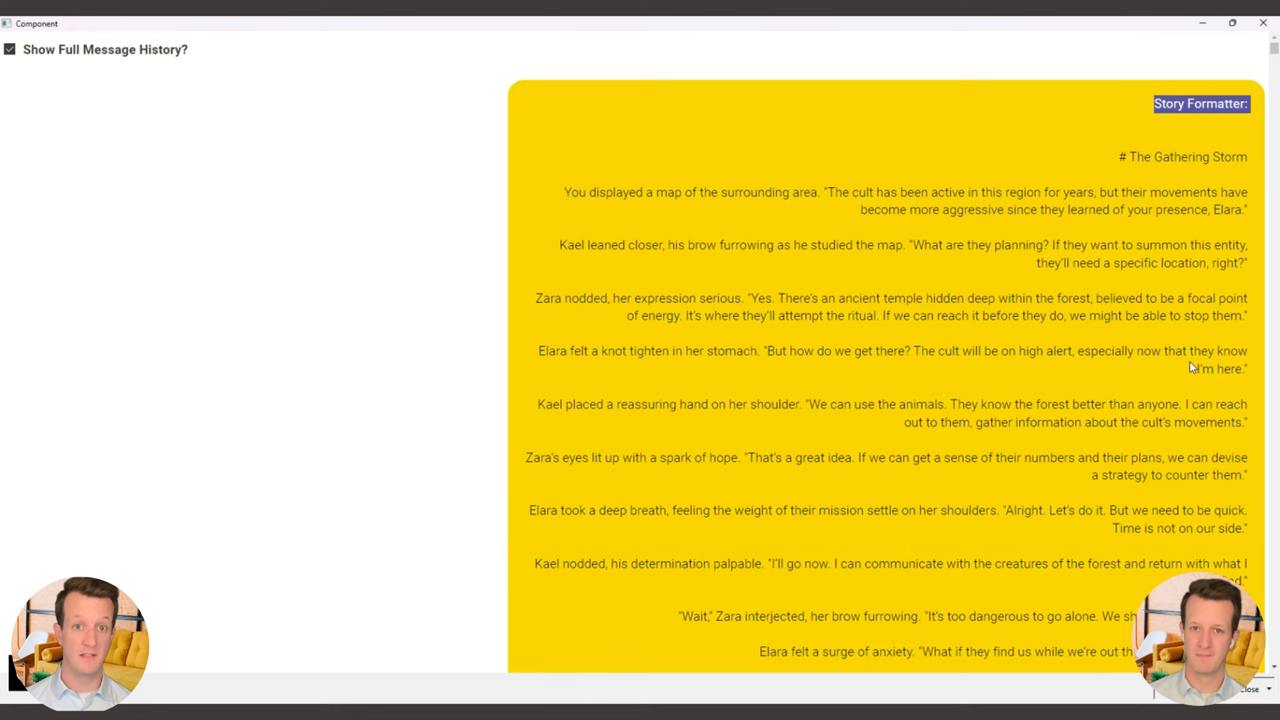 Component
Show Full Message History?
Story Formatter:
# The Gathering Storm
You displayed a map of the surrounding area. "The cult has been active in this region for years, but their movements have
become more aggressive since they learned of your presence, Elara."
Kael leaned closer, his brow furrowing as he studied the map. "What are they planning? If they want to summon this entity,
they'll need a specific location, right?"
Zara nodded, her expression serious. "Yes. There's an ancient temple hidden deep within the forest, believed to be a focal point
of energy. It's where they'll attempt the ritual. If we can reach it before they do, we might be able to stop them."
Elara felt a knot tighten in her stomach. "But how do we get there? The cult will be on high alert, especially now that they know
I'm here."
Kael placed a reassuring hand on her shoulder. "We can use the animals. They know the forest better than anyone. I can reach
out to them, gather information about the cult's movements."
Zara's eyes lit up with a spark of hope. "That's a great idea. If we can get a sense of their numbers and their plans, we can devise
a strategy to counter them."
Elara took a deep breath, feeling the weight of their mission settle on her shoulders. "Alright. Let's do it. But we need to be quick.
Time is not on our side."
Kael nodded, his determination palpable. "I'll go now. I can communicate with the creatures of the forest and return with what I
"Wait," Zara interjected, her brow furrowing. "It's too dangerous to go alone. We
Elara felt a surge of anxiety. "What if they find us while we're out